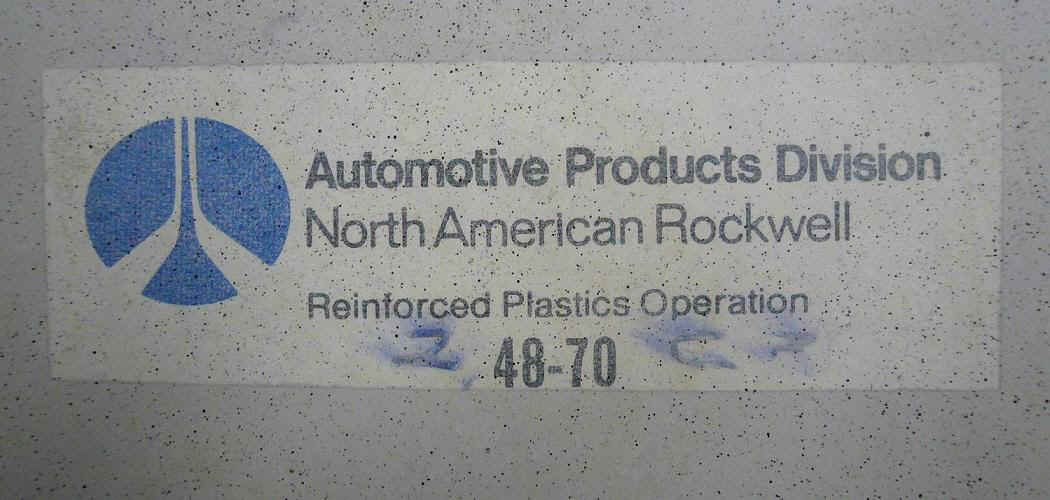 Automotive Products Division
North American Rockwell
Reinforced Plastics Operation
48-70